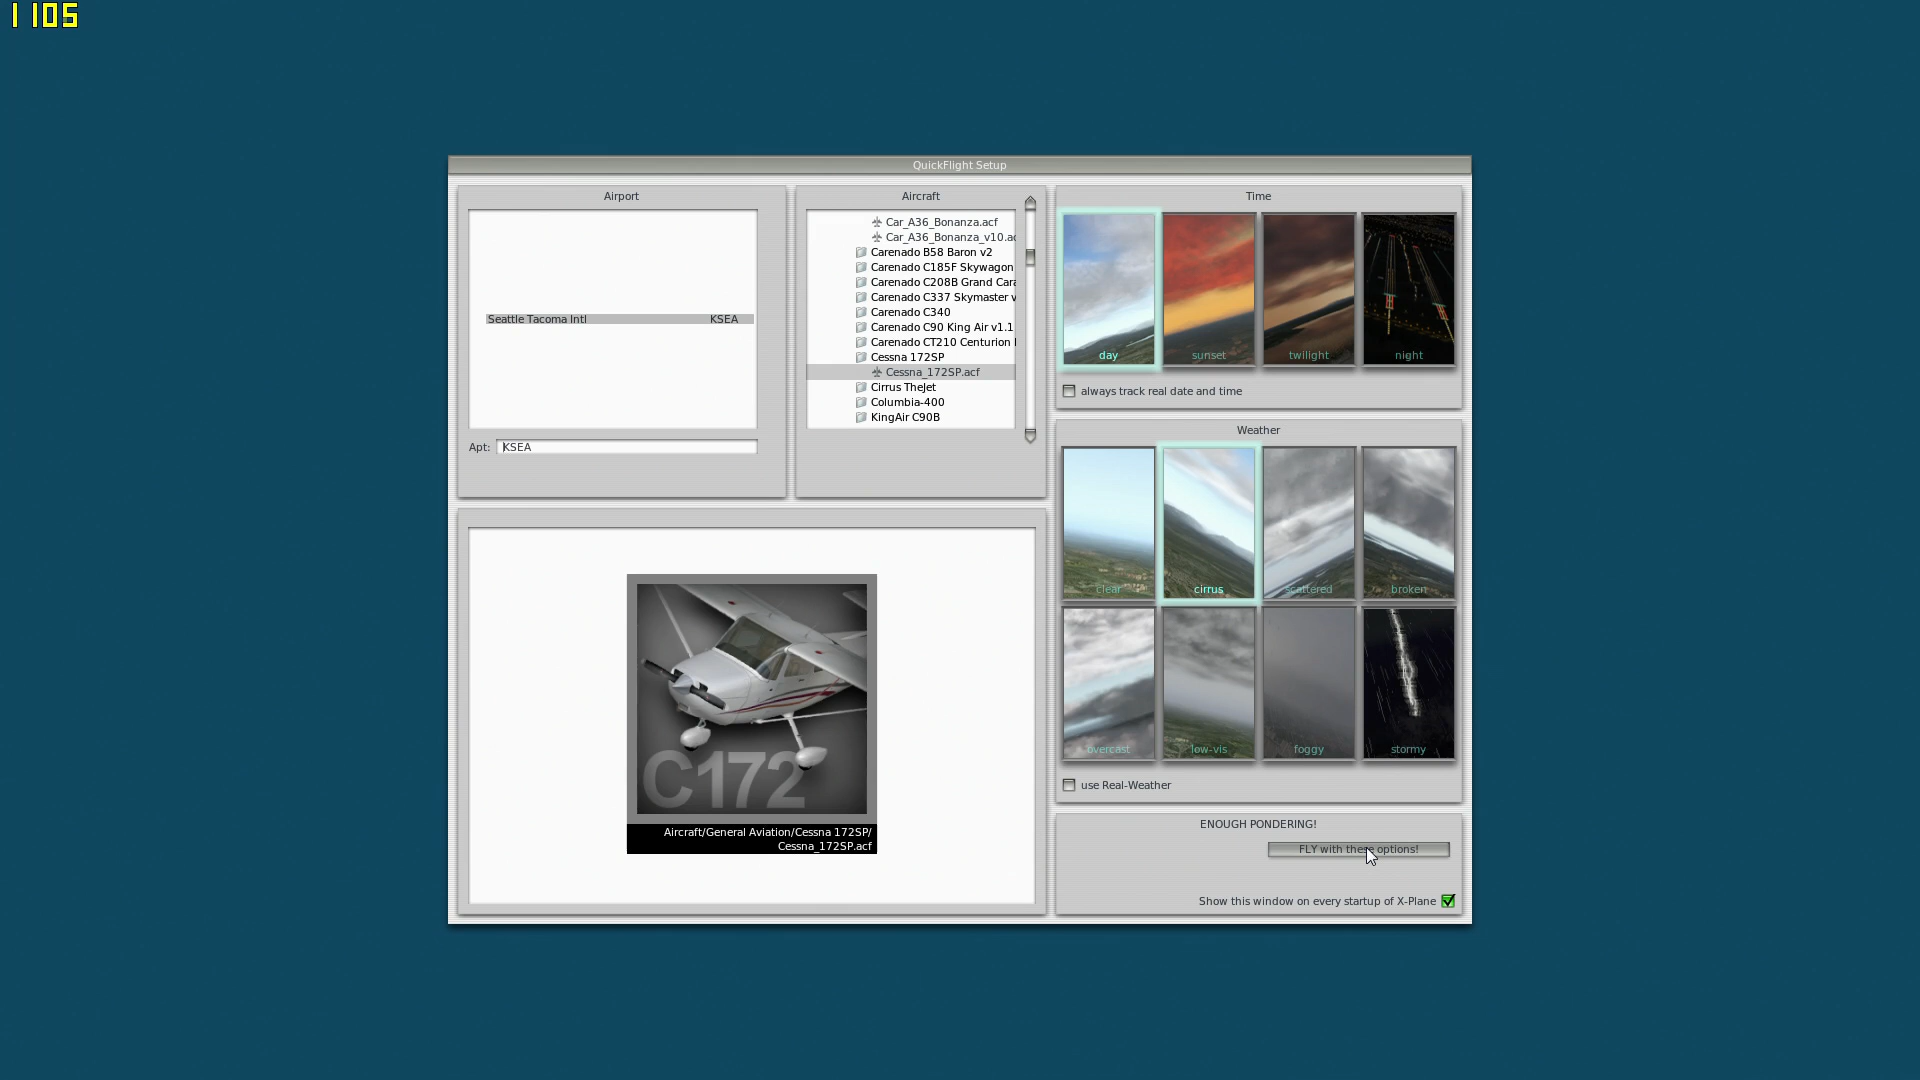 1 105
QuickFlight Setup
Airport
Seattle Tacoma Intl KSEA
Apt: KSEA
Aircraft
Car_A36_Bonanza.acf
Car_A36_Bonanza_v10.ac
Carenado B58 Baron v2
Carenado C185F Skywagon
Carenado C208B Grand Cara
Carenado C337 Skymaster v
Carenado C340
Carenado C90 King Air v1.1
Carenado CT210 Centurion
Cessna 172SP
Cessna_172SP.acf
Cirrus TheJet
Columbia-400
KingAir C90B
Time
day sunset twilight night
always track real date and time
Weather
clear cirrus scattered broken
overcast low-vis foggy stormy
use Real-Weather
C172
Aircraft/General Aviation/Cessna 172SP/
Cessna_172SP.acf
ENOUGH PONDERING!
FLY with these options!
Show this window on every startup of X-Plane